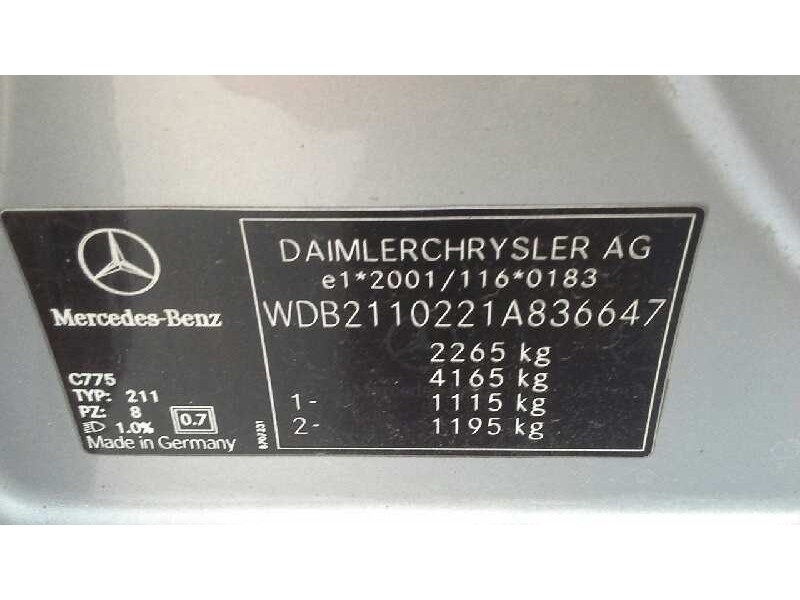 Mercedes-Benz
C775
TYP: 211
PZ: 8
1.0% 0.7
Made in Germany
DAIMLERCHRYSLER AG
e1*2001/116*0183
WDB2110221A836647
2265 kg
4165 kg
1- 1115 kg
2- 1195 kg